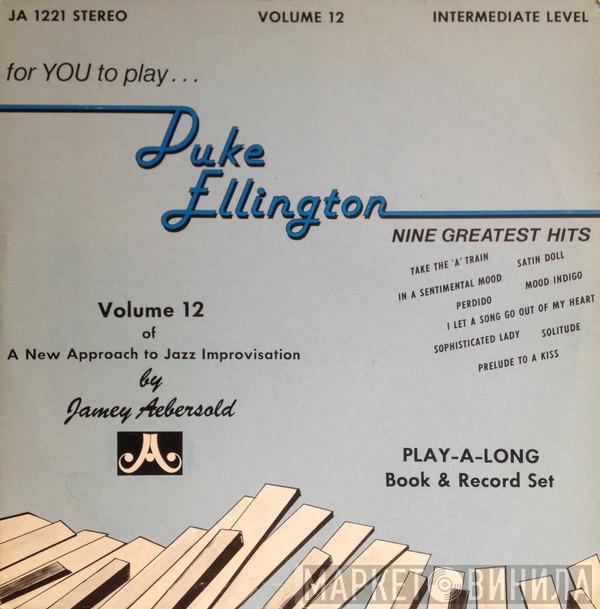 JA 1221 STEREO VOLUME 12 INTERMEDIATE LEVEL
for YOU to play...
Duke
Ellington
NINE GREATEST HITS
TAKE THE 'A' TRAIN SATIN DOLL
IN A SENTIMENTAL MOOD MOOD INDIGO
PERDIDO
I LET A SONG GO OUT OF MY HEART
SOPHISTICATED LADY SOLITUDE
PRELUDE TO A KISS
Volume 12
of
A New Approach to Jazz Improvisation
by
Jamey Aebersold
JA
PLAY-A-LONG
Book & Record Set
МАРКЕТ ВИНИЛА